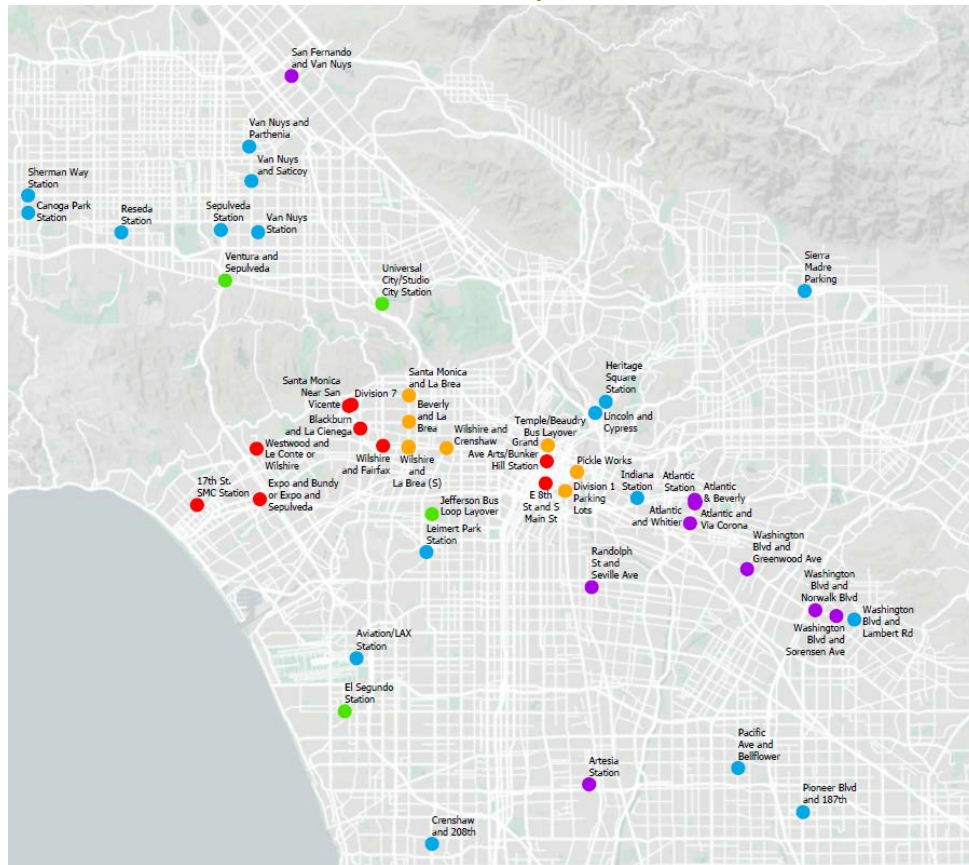 San Fernando
and Van Nuys
Van Nuys and
Parthenia
Van Nuys
and Saticoy
Sherman Way
Station
Canoga Park
Station
Reseda
Station
Sepulveda
Station
Van Nuys
Station
Ventura and
Sepulveda
Universal
City/Studio
City Station
Sierra
Madre
Parking
Heritage
Square
Station
Lincoln and
Cypress
Santa Monica
and La Brea
Santa Monica
Near San
Vicente
Division 7
Beverly
and La
Brea
Blackburn
and La Cienega
Wilshire and
Crenshaw
Temple/Beaudry
Bus Layover
Grand
Ave Arts/Bunker
Hill Station
Westwood and
Le Conte or
Wilshire
Wilshire
and Fairfax
Wilshire
and
La Brea (S)
Pickle Works
17th St.
SMC Station
Expo and Bundy
or Expo and
Sepulveda
Jefferson Bus
Loop Layover
E 8th
St and S
Main St
Division 1
Parking
Lots
Indiana
Station
Atlantic
Station
Atlantic
& Beverly
Atlantic
and Whitier
Atlantic and
Via Corona
Leimert Park
Station
Randolph
St and
Seville Ave
Washington
Blvd and
Greenwood Ave
Washington
Blvd and
Norwalk Blvd
Washington
Blvd and
Sorensen Ave
Washington
Blvd and
Lambert Rd
Aviation/LAX
Station
El Segundo
Station
Artesia
Station
Pacific
Ave and
Bellflower
Pioneer Blvd
and 187th
Crenshaw
and 208th